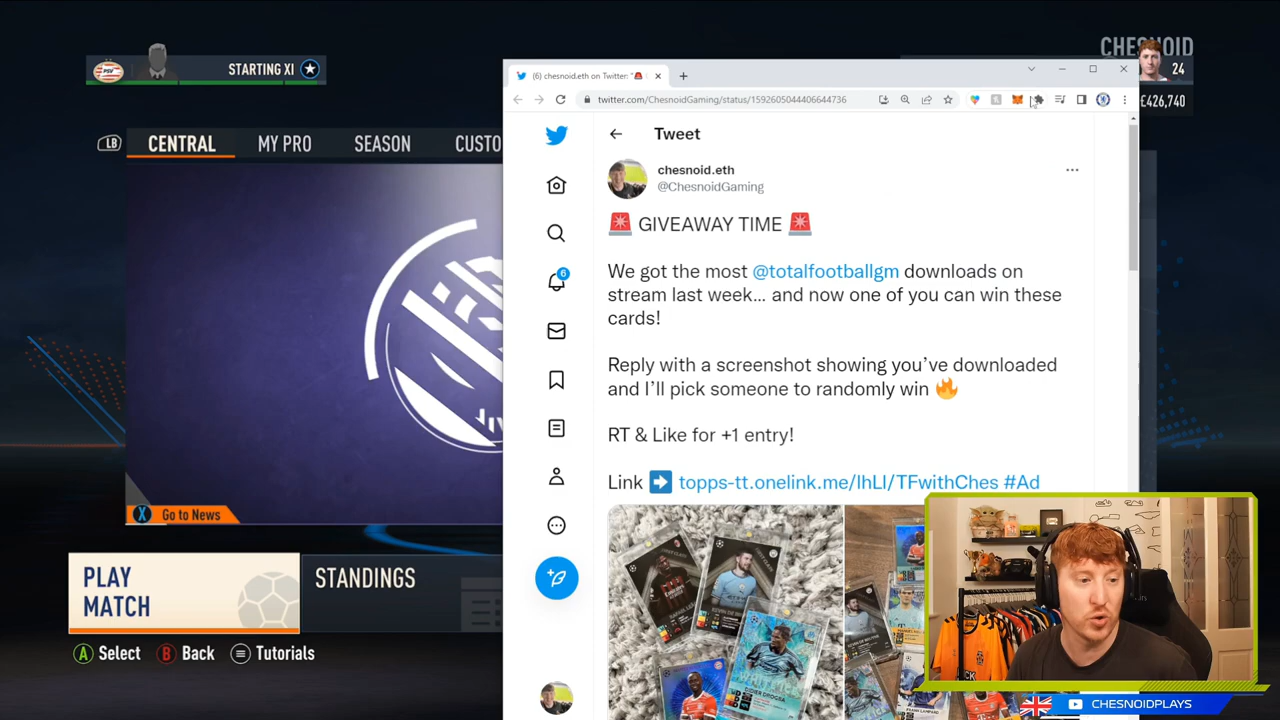 STARTING XI
CHESNOID
24
€426,740
LB
CENTRAL
MY PRO
SEASON
CUSTO
X Go to News
PLAY
MATCH
STANDINGS
A Select B Back Tutorials
(6) chesnoid.eth on Twitter: "🚨
twitter.com/ChesnoidGaming/status/1592605044406644736
Tweet
chesnoid.eth
@ChesnoidGaming
🚨 GIVEAWAY TIME 🚨
We got the most @totalfootballgm downloads on
stream last week... and now one of you can win these
cards!
Reply with a screenshot showing you've downloaded
and I'll pick someone to randomly win 🔥
RT & Like for +1 entry!
Link ➡️ topps-tt.onelink.me/lhLl/TFwithChes #Ad
6
PSV
DIDIER DROGBA
CHESNOIDPLAYS